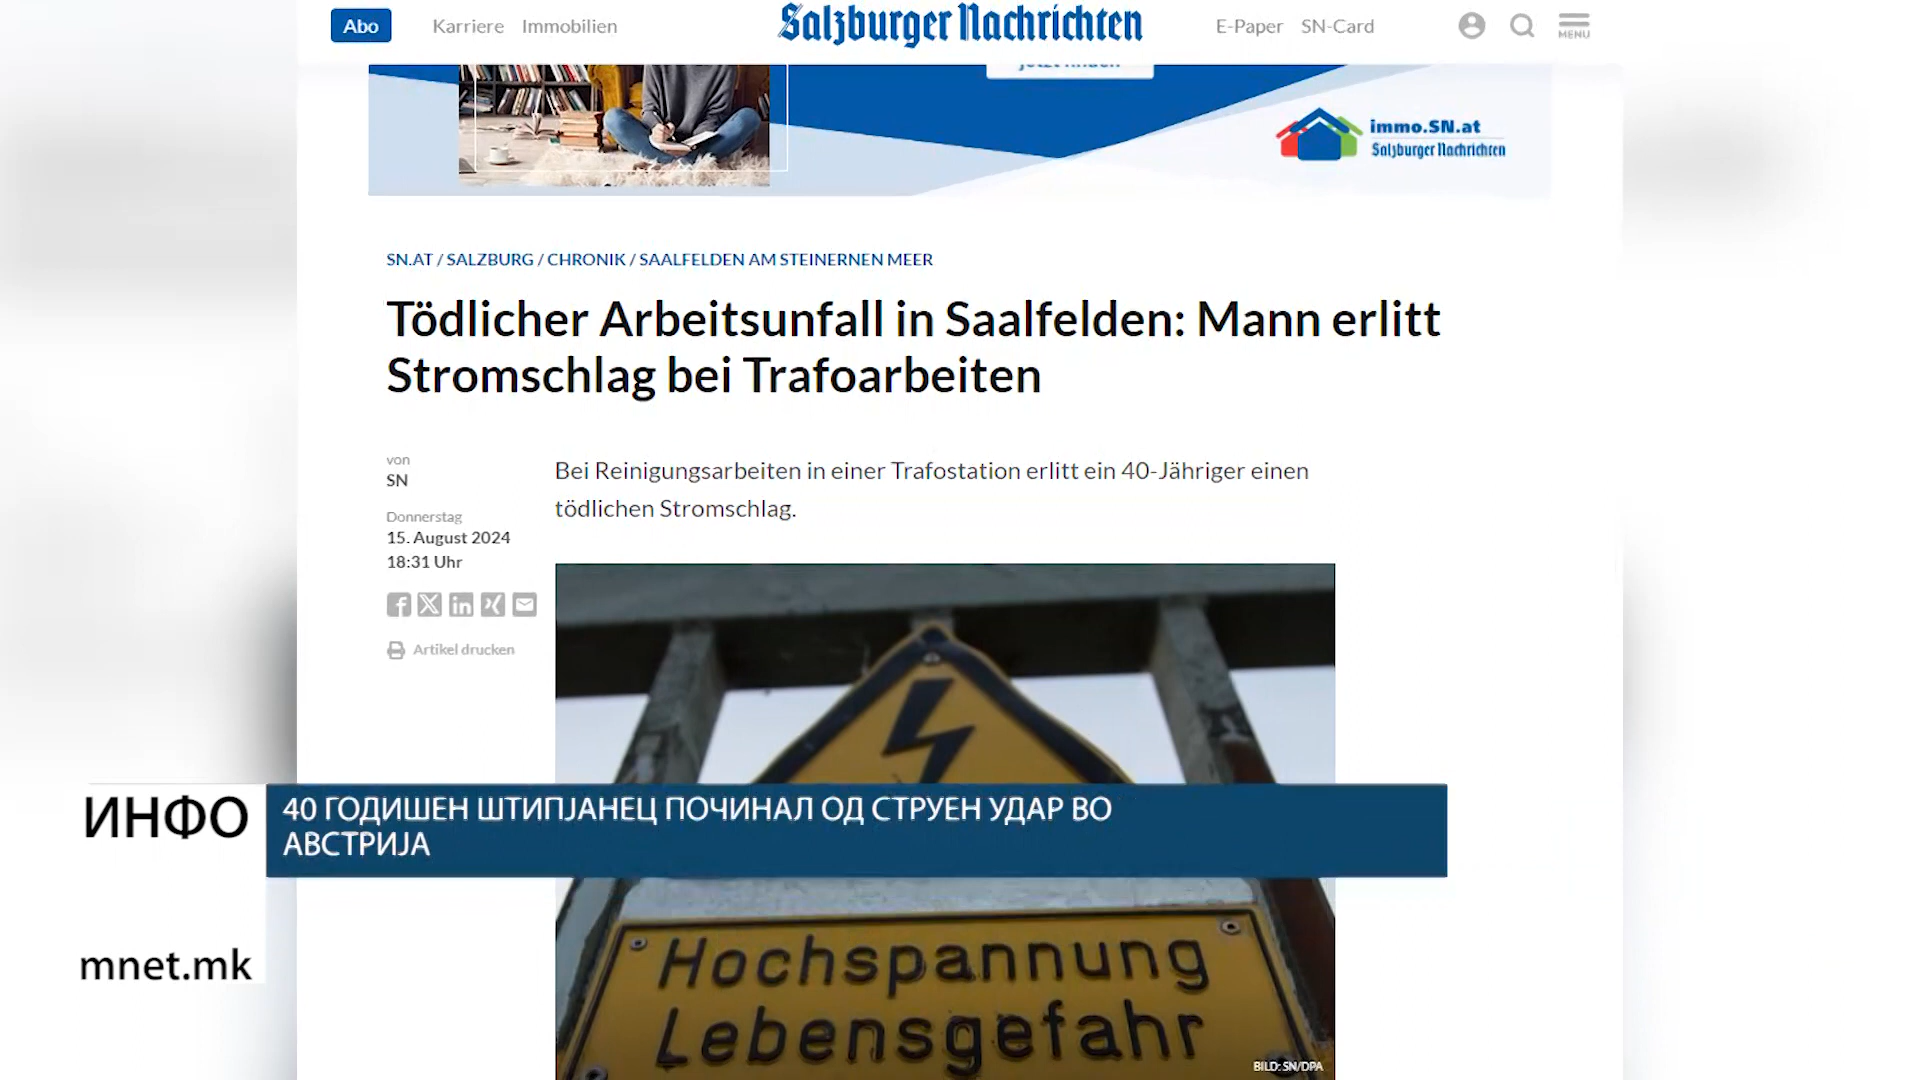 Abo
Karriere Immobilien
Salzburger Nachrichten
E-Paper SN-Card
MENU
immo.SN.at
Salzburger Nachrichten
SN.AT / SALZBURG / CHRONIK / SAALFELDEN AM STEINERNEN MEER
Tödlicher Arbeitsunfall in Saalfelden: Mann erlitt
Stromschlag bei Trafoarbeiten
von
SN
Donnerstag
15. August 2024
18:31 Uhr
Artikel drucken
Bei Reinigungsarbeiten in einer Trafostation erlitt ein 40-Jähriger einen
tödlichen Stromschlag.
ИНФО
40 ГОДИШЕН ШТИПЈАНЕЦ ПОЧИНАЛ ОД СТРУЕН УДАР ВО
АВСТРИЈА
mnet.mk
Hochspannung
Lebensgefahr
BILD: SN/DPA